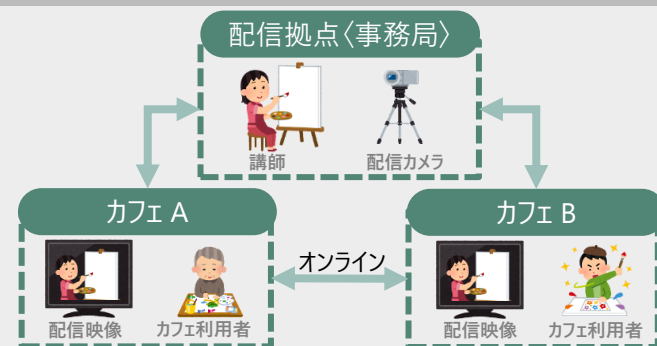 配信拠点〈事務局〉
講師
配信カメラ
カフェ A
カフェ B
オンライン
配信映像
カフェ利用者
配信映像
カフェ利用者